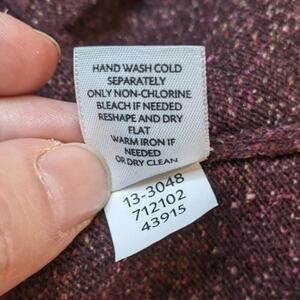 HAND WASH COLD
SEPARATELY
ONLY NON-CHLORINE
BLEACH IF NEEDED
RESHAPE AND DRY
FLAT
WARM IRON IF
NEEDED
OR DRY CLEAN
13-3048
712102
43915